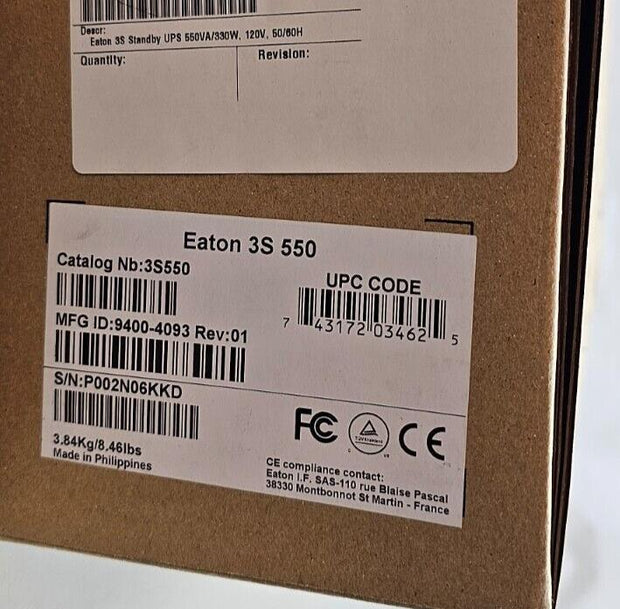 Descr:
Eaton 3S Standby UPS 550VA/330W, 120V, 50/60H
Quantity:
Revision:
Eaton 3S 550
Catalog Nb:3S550
UPC CODE
7 43172 03462 5
MFG ID:9400-4093 Rev:01
S/N:P002N06KKD
FC CE
3.84Kg/8.46lbs
Made in Philippines
CE compliance contact:
Eaton I.F. SAS-110 rue Blaise Pascal
38330 Montbonnot St Martin - France